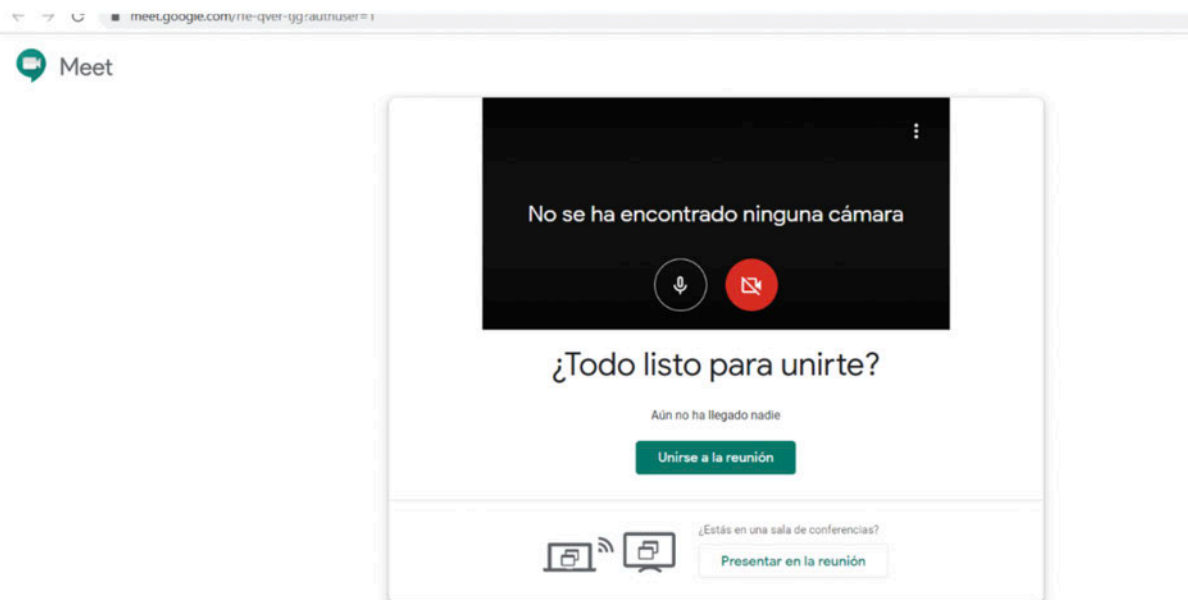 meet.google.com/
Meet
No se ha encontrado ninguna cámara
¿Todo listo para unirte?
Aún no ha llegado nadie
Unirse a la reunión
¿Estás en una sala de conferencias?
Presentar en la reunión